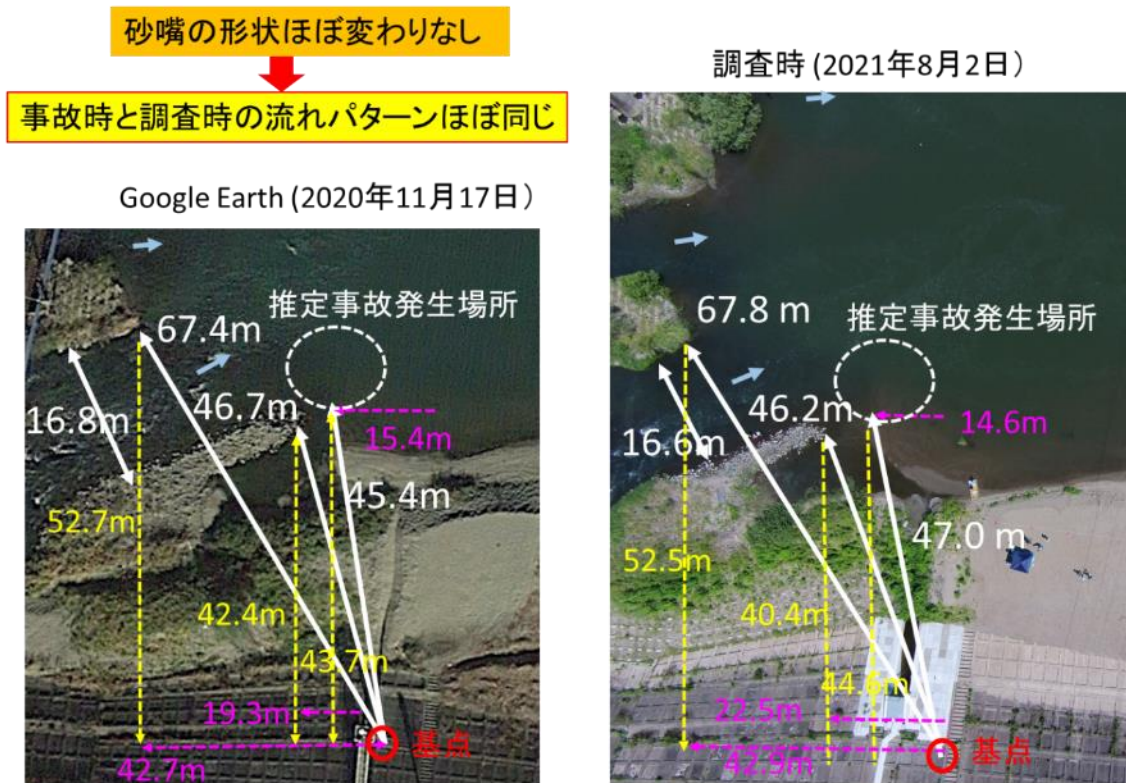 砂嘴の形状ほぼ変わりなし
事故時と調査時の流れパターンほぼ同じ
Google Earth (2020年11月17日)
推定事故発生場所
67.4m
46.7m
16.8m
15.4m
45.4m
52.7m
42.4m
43.7m
19.3m
42.7m
基点
調査時 (2021年8月2日)
67.8 m
推定事故発生場所
46.2m
14.6m
16.6m
47.0 m
52.5m
40.4m
44.6m
22.5m
42.9m
基点